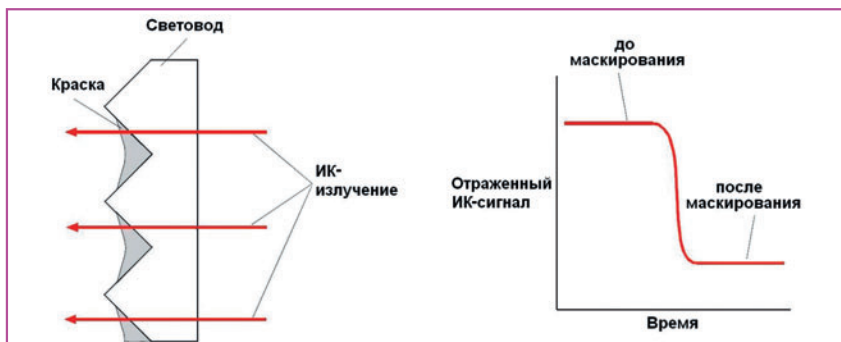 Световод
Краска
ИК-
излучение
до
маскирования
Отраженный
ИК-сигнал
после
маскирования
Время